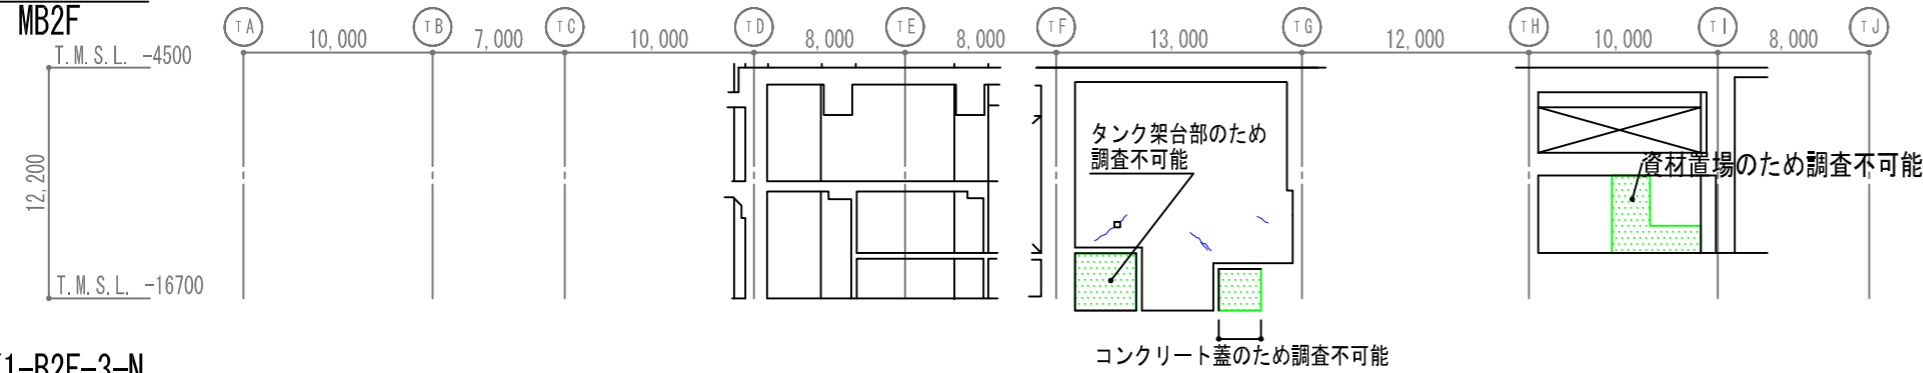 MB2F
TA TB TC TD TE TF TG TH TI TJ
10,000 7,000 10,000 8,000 8,000 13,000 12,000 10,000 8,000
T.M.S.L. -4500
タンク架台部のため
調査不可能
資材置場のため調査不可能
12,200
T.M.S.L. -16700
コンクリート蓋のため調査不可能
1-B2F-3-N